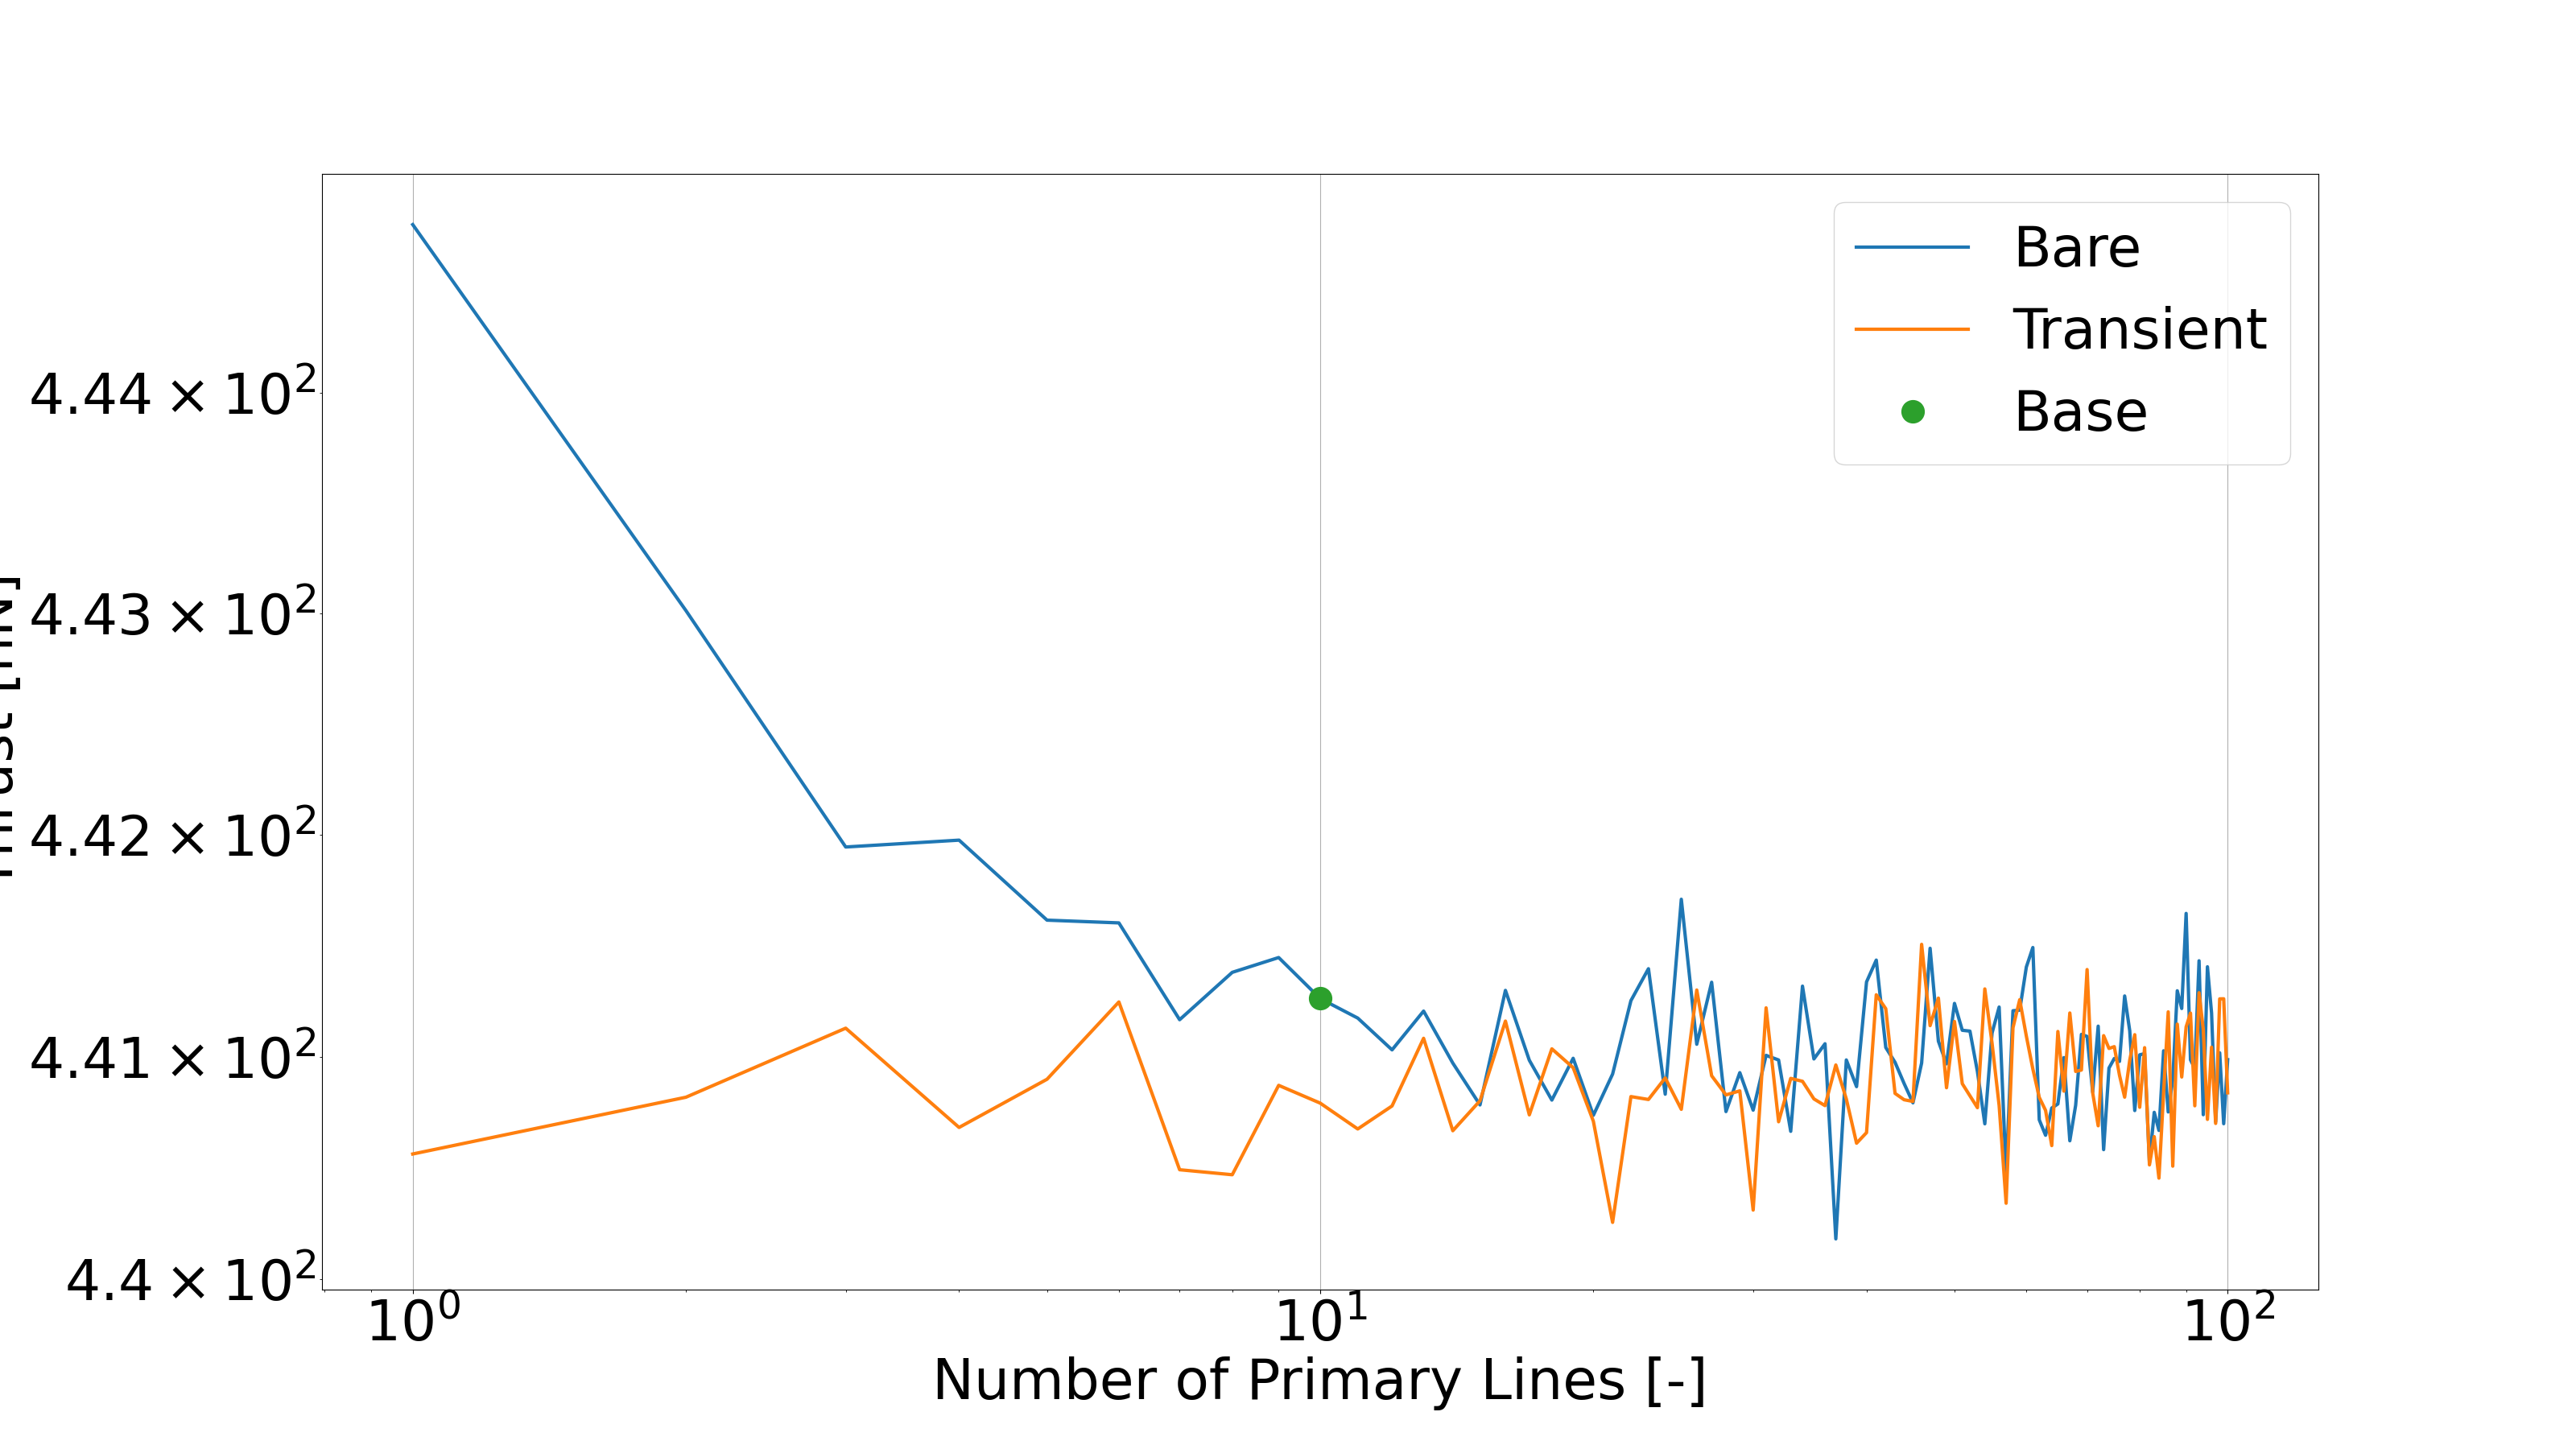 Bare
Transient
Base
4.44 × 10²
4.43 × 10²
4.42 × 10²
4.41 × 10²
4.4 × 10²
10⁰ 10¹ 10²
Number of Primary Lines [-]